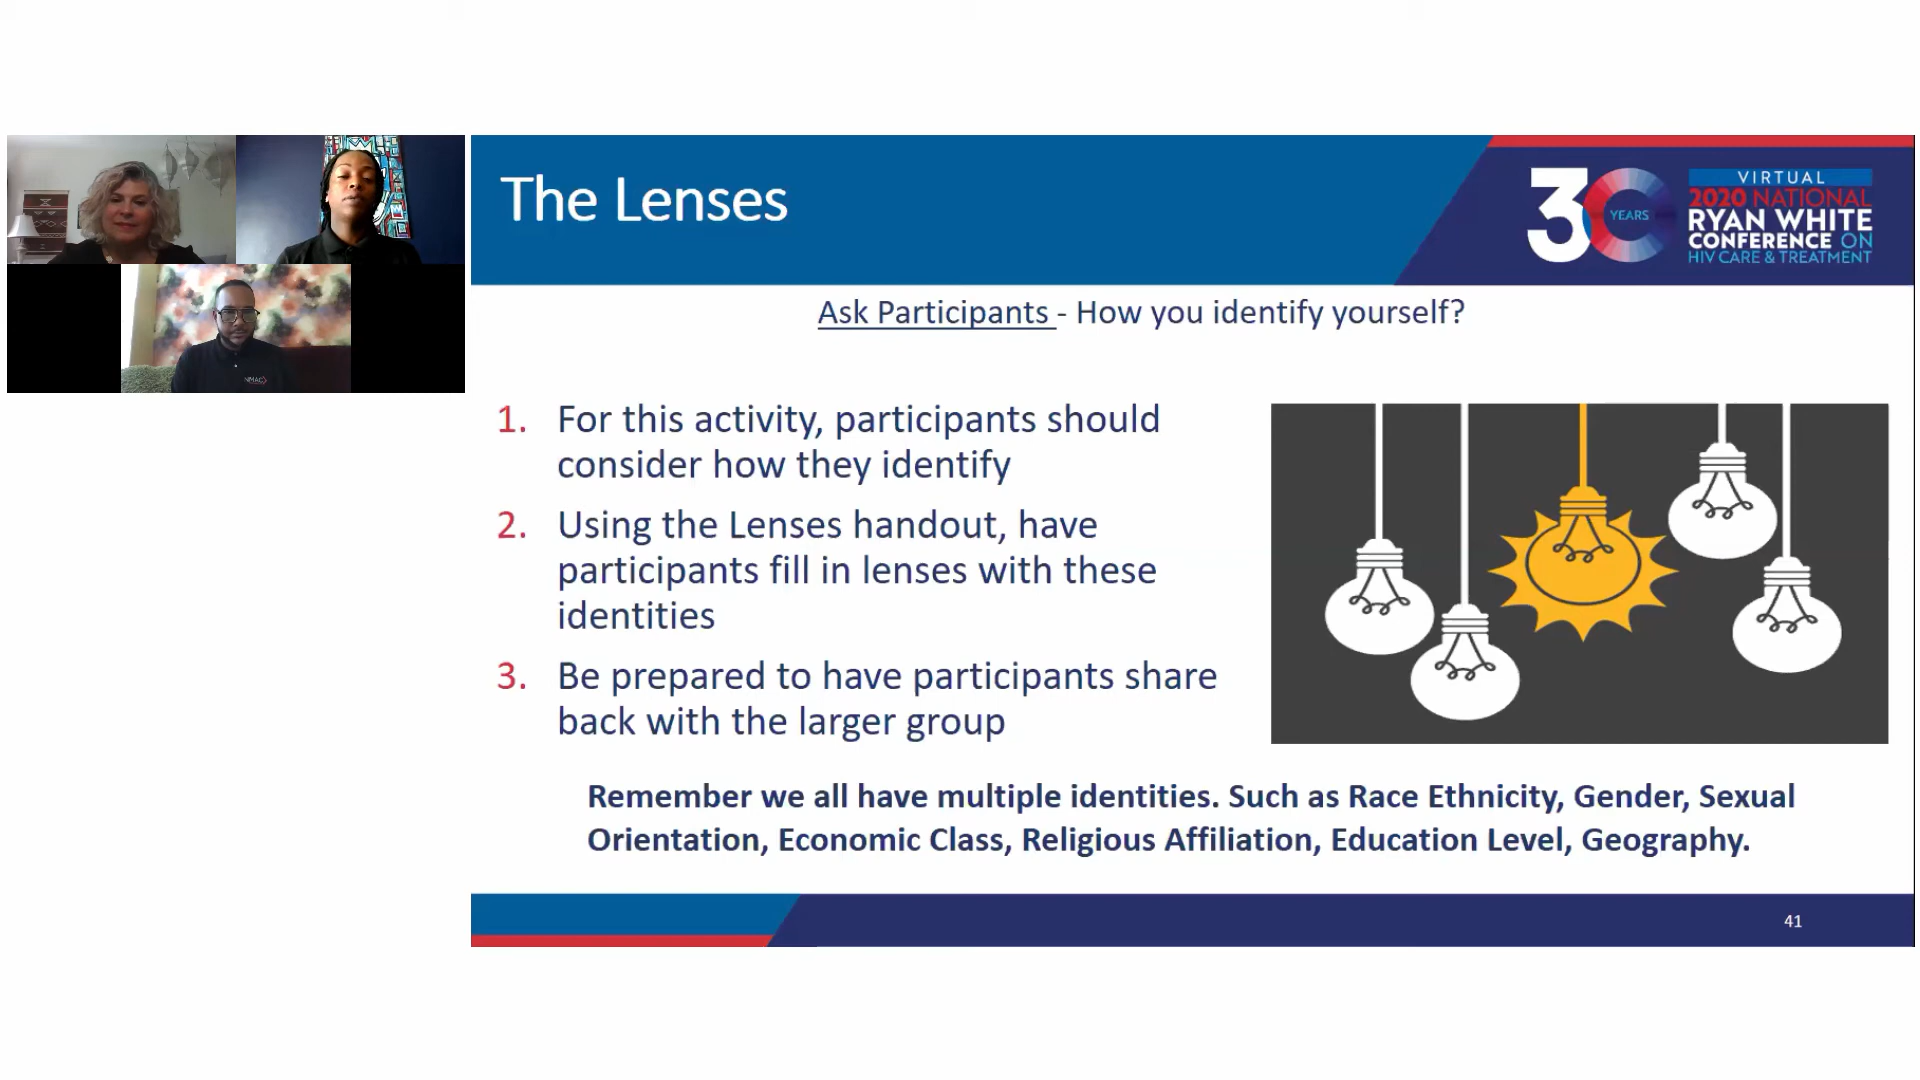 The Lenses
3O YEARS
VIRTUAL
2020 NATIONAL
RYAN WHITE
CONFERENCE ON
HIV CARE & TREATMENT
Ask Participants - How you identify yourself?
1. For this activity, participants should
consider how they identify
2. Using the Lenses handout, have
participants fill in lenses with these
identities
3. Be prepared to have participants share
back with the larger group
Remember we all have multiple identities. Such as Race Ethnicity, Gender, Sexual
Orientation, Economic Class, Religious Affiliation, Education Level, Geography.
41
NMAC